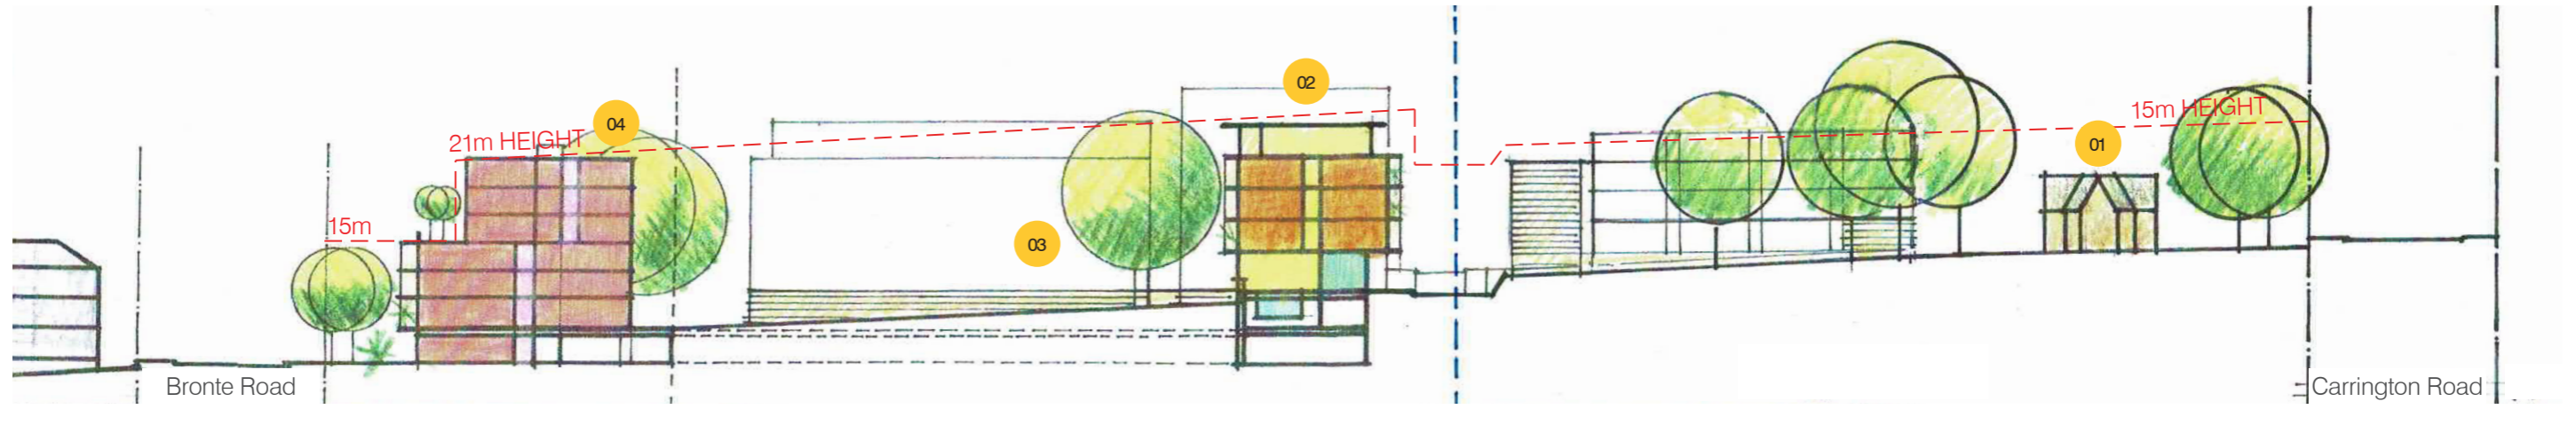 02
04
21m HEIGHT
15m HEIGHT
01
15m
03
Bronte Road
Carrington Road